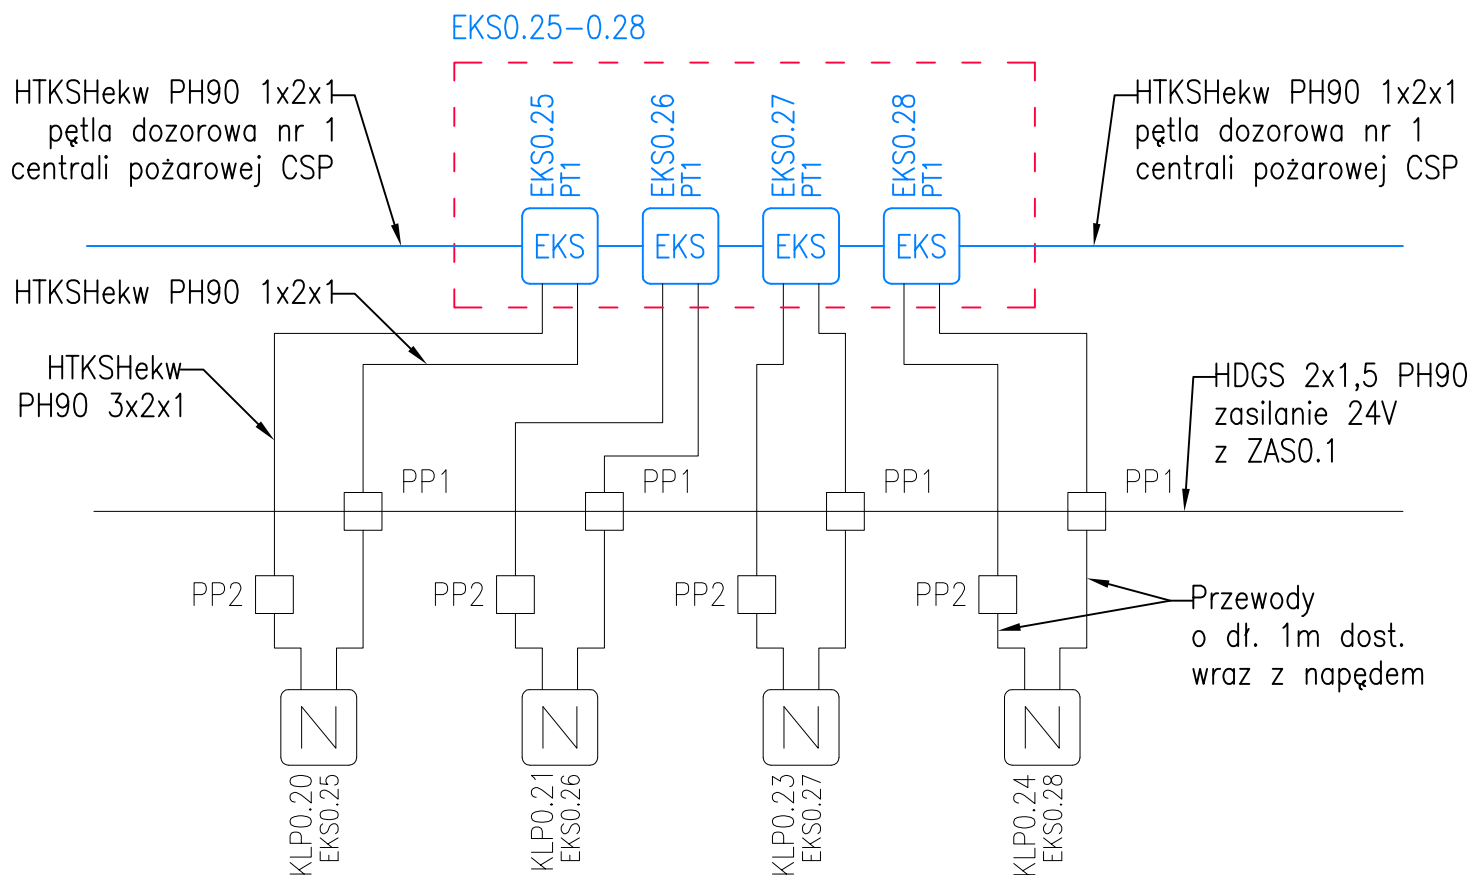 EKS0.25-0.28
HTKSHekw PH90 1x2x1
pętla dozorowa nr 1
centrali pożarowej CSP
EKS0.25
PT1
EKS0.26
PT1
EKS0.27
PT1
EKS0.28
PT1
HTKSHekw PH90 1x2x1
pętla dozorowa nr 1
centrali pożarowej CSP
EKS
EKS
EKS
EKS
HTKSHekw PH90 1x2x1
HTKSHekw
PH90 3x2x1
HDGS 2x1,5 PH90
zasilanie 24V
z ZAS0.1
PP1
PP1
PP1
PP1
PP2
PP2
PP2
PP2
Przewody
o dł. 1m dost.
wraz z napędem
N
N
N
N
KLP0.20
EKS0.25
KLP0.21
EKS0.26
KLP0.23
EKS0.27
KLP0.24
EKS0.28